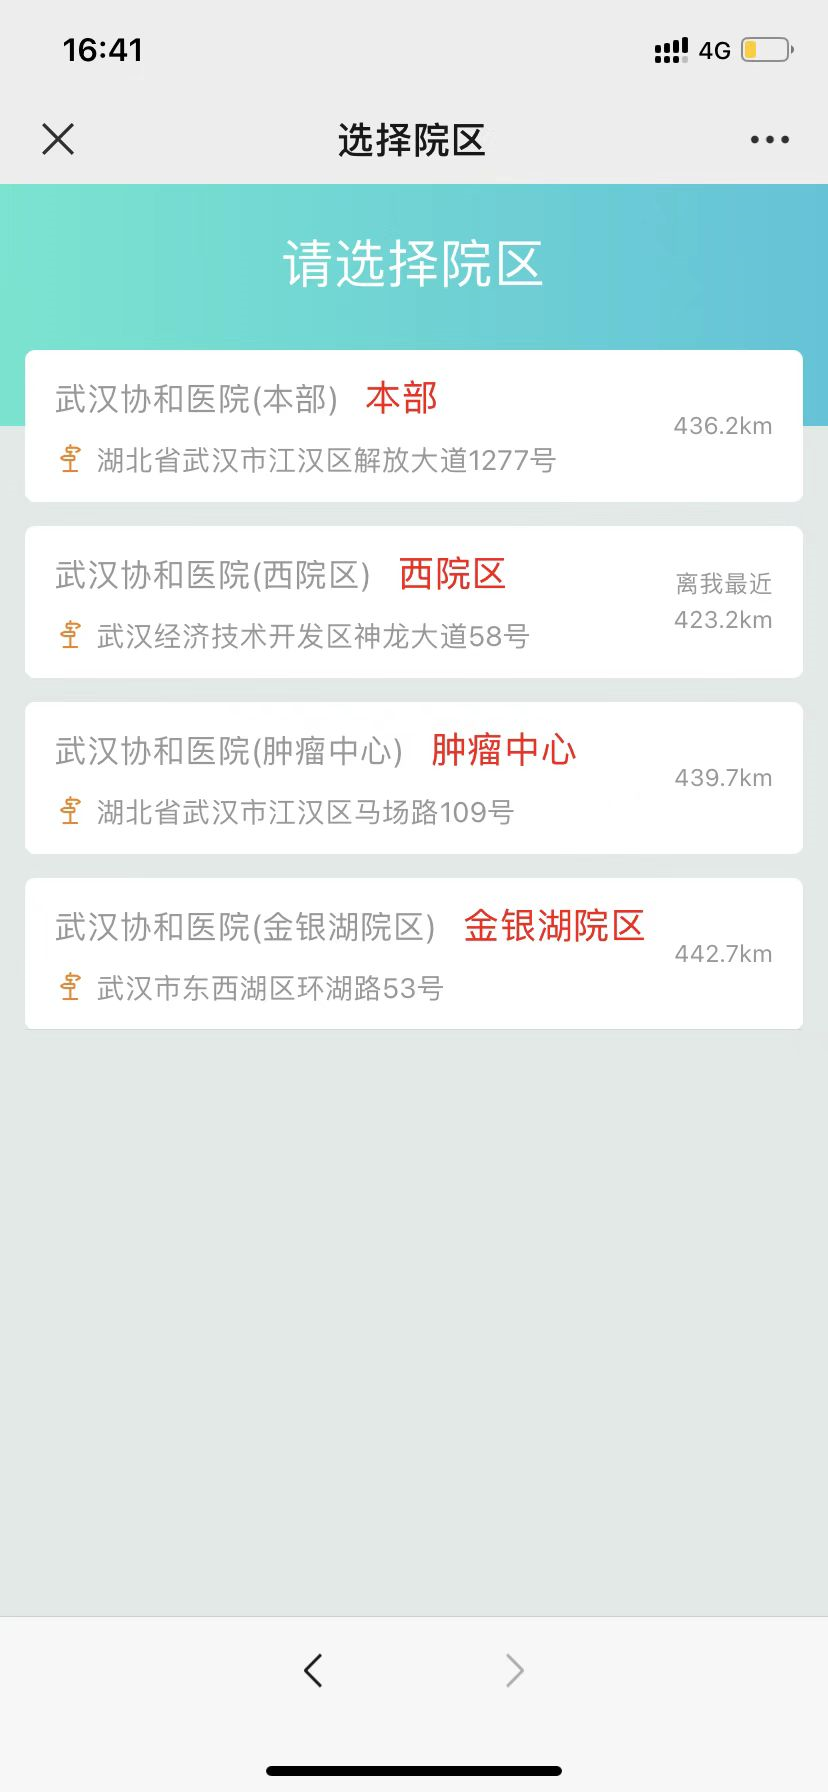 16:41
4G
选择院区
请选择院区
武汉协和医院(本部) 本部
436.2km
湖北省武汉市江汉区解放大道1277号
武汉协和医院(西院区) 西院区
离我最近
423.2km
武汉经济技术开发区神龙大道58号
武汉协和医院(肿瘤中心) 肿瘤中心
439.7km
湖北省武汉市江汉区马场路109号
武汉协和医院(金银湖院区) 金银湖院区
442.7km
武汉市东西湖区环湖路53号